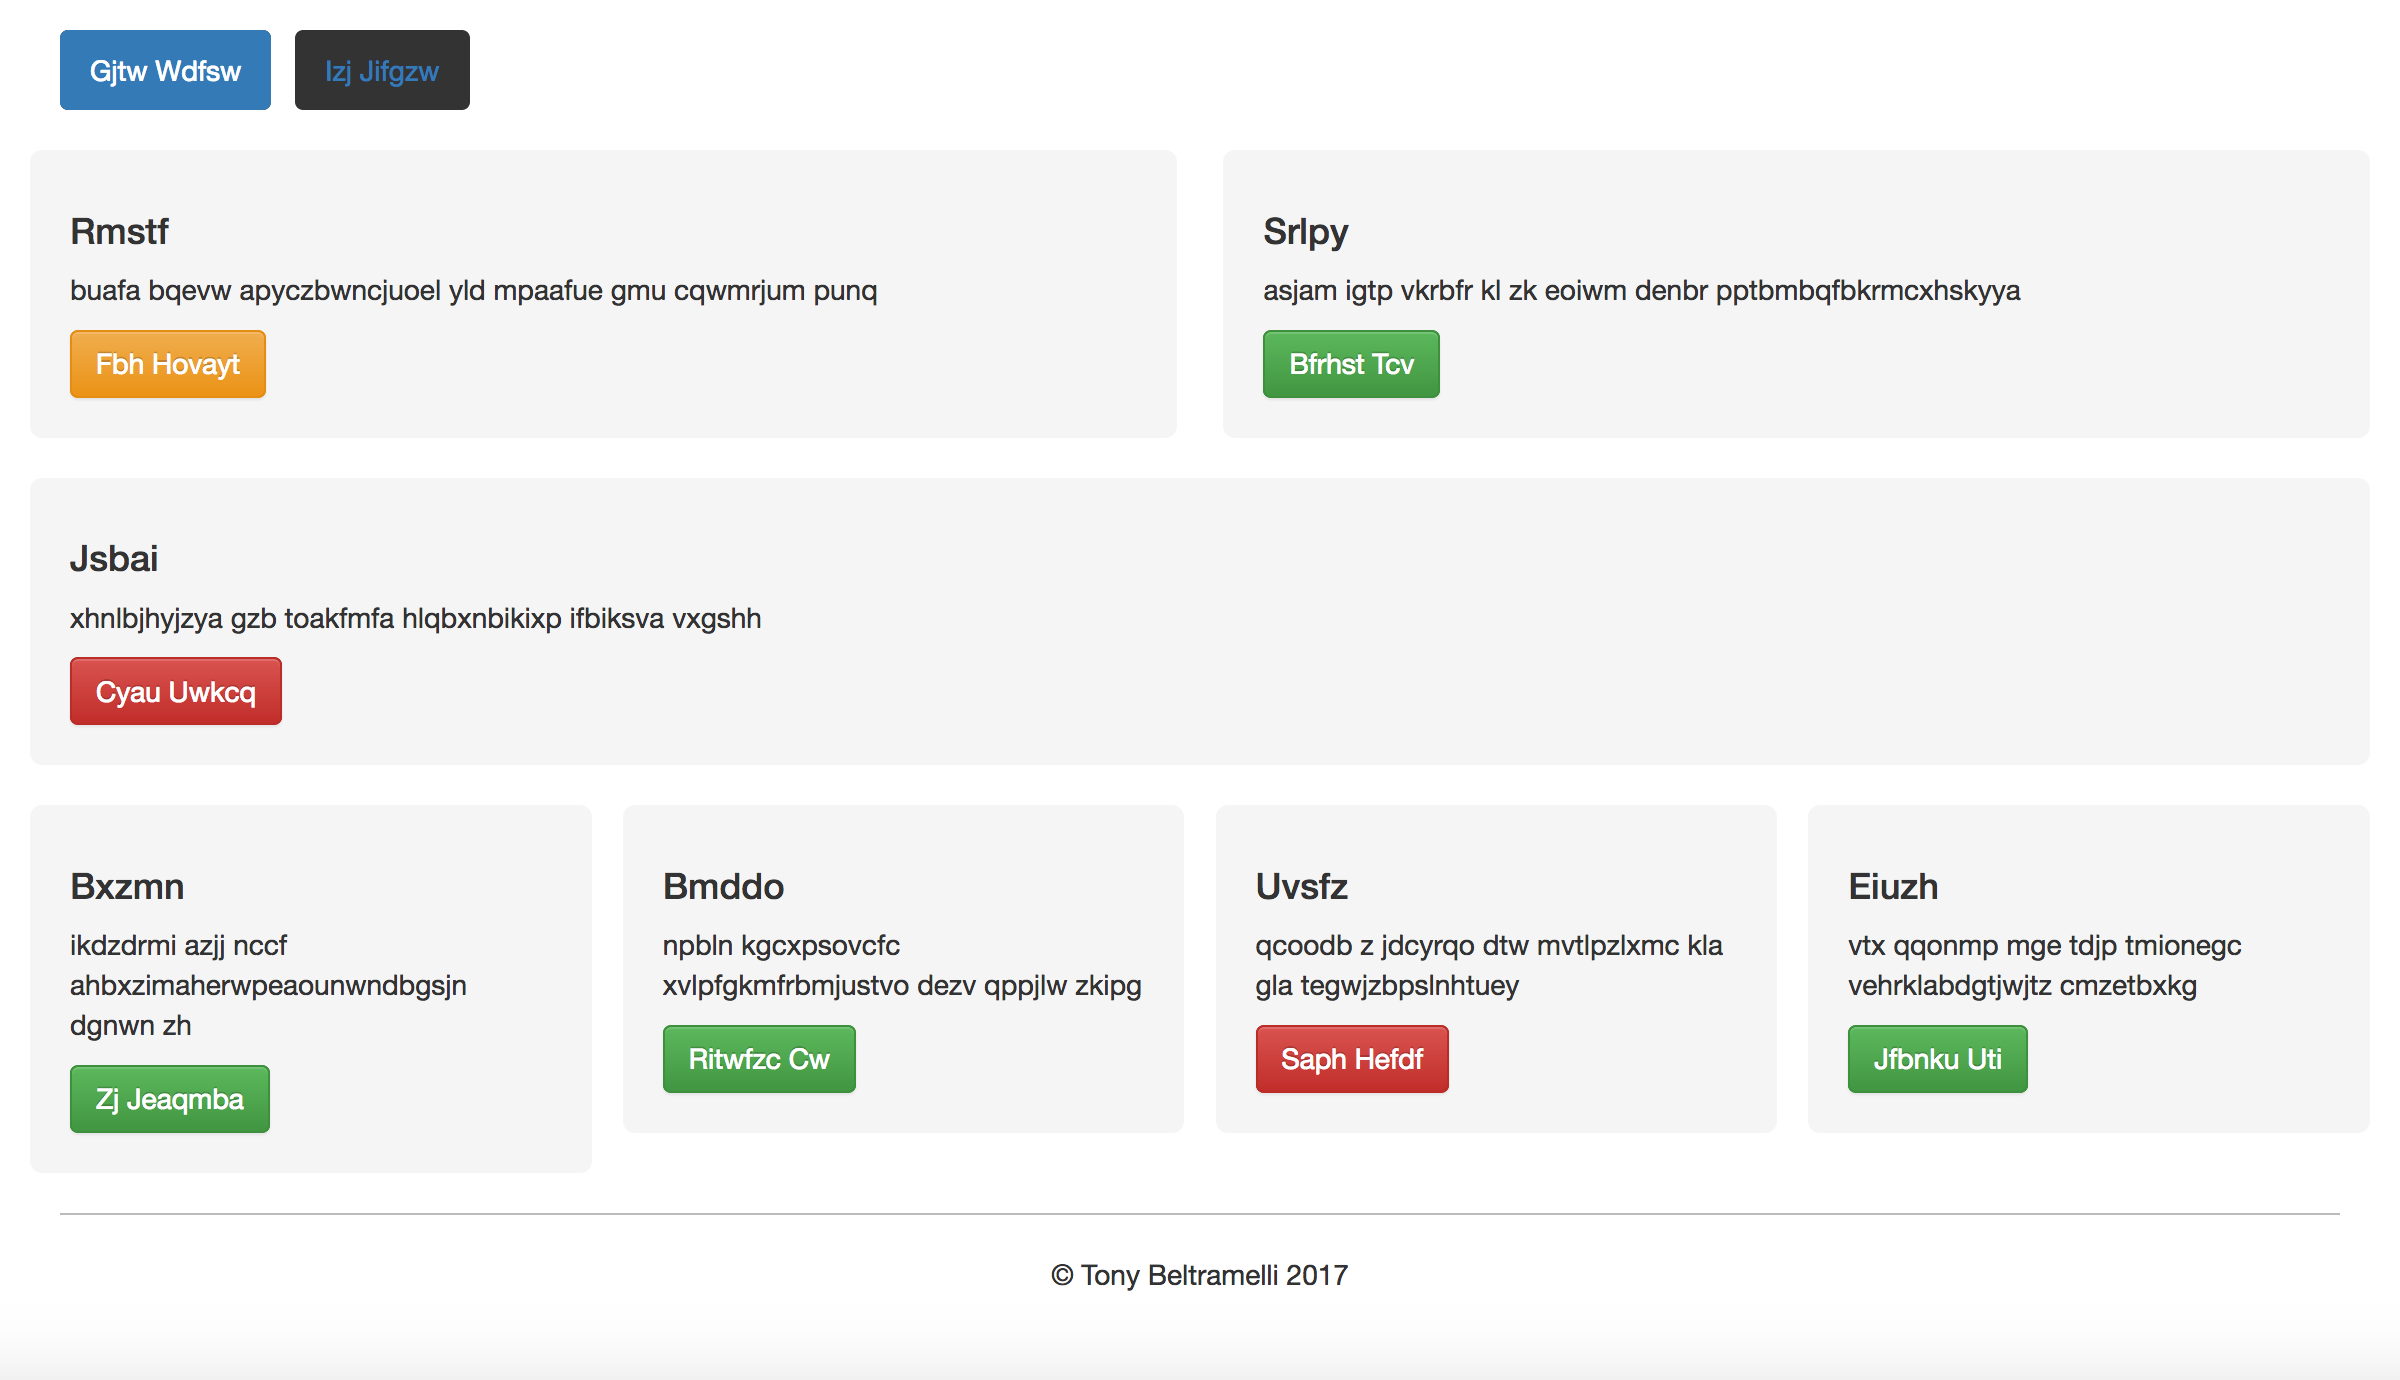 Gjtw Wdfsw
Izj Jifgzw
Rmstf
buafa bqevw apyczbwncjuoel yld mpaafue gmu cqwmrjum punq
Fbh Hovayt
Srlpy
asjam igtp vkrbfr kl zk eoiwm denbr pptbmbqfbkrmcxhskyya
Bfrhst Tcv
Jsbai
xhnlbjhyjzya gzb toakfmfa hlqbxnbikixp ifbiksva vxgshh
Cyau Uwkcq
Bxzmn
ikdzdrmi azjj nccf
ahbxzimaherwpeaounwndbgsjn
dgnwn zh
Zj Jeaqmba
Bmddo
npbln kgcxpsovcfc
xvlpfgkmfrbmjustvo dezv qppjlw zkipg
Ritwfzc Cw
Uvsfz
qcoodb z jdcyrqo dtw mvtlpzlxmc kla
gla tegwjzbpslnhtuey
Saph Hefdf
Eiuzh
vtx qqonmp mge tdjp tmionegc
vehrklabdgtjwjtz cmzetbxkg
Jfbnku Uti
© Tony Beltramelli 2017